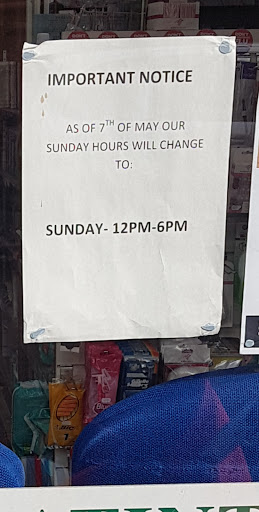 IMPORTANT NOTICE
AS OF 7TH OF MAY OUR
SUNDAY HOURS WILL CHANGE
TO:
SUNDAY- 12PM-6PM